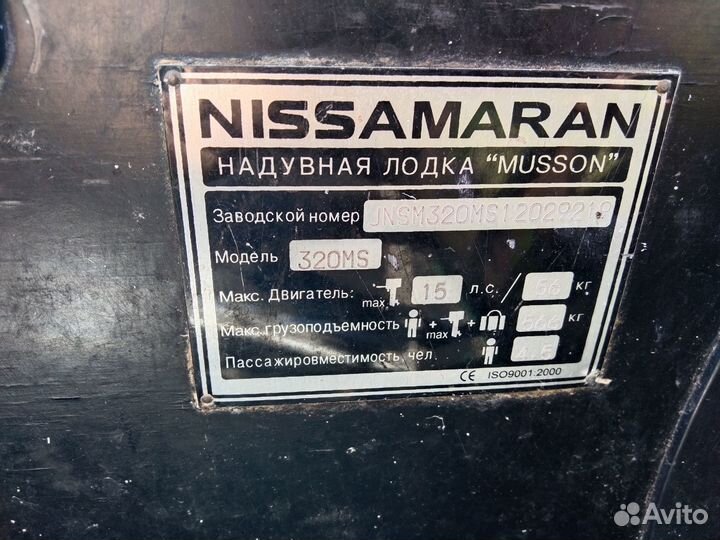 NISSAMARAN
НАДУВНАЯ ЛОДКА "MUSSON"
Заводской номер JNSM320MS12029219
Модель 320MS
Макс. Двигатель: max 15 л.с. / 56 кг
Макс. грузоподъемность + max + кг
Пассажировместимость, чел.
CE ISO9001:2000
Avito